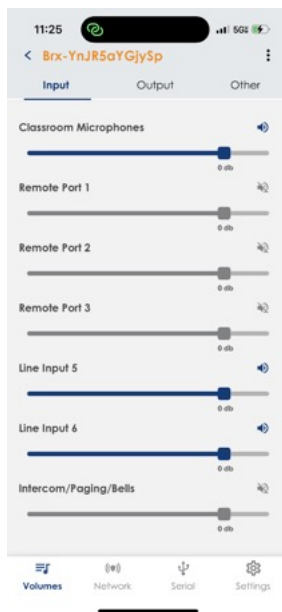 11:25
5GE
Brx-YnJR5aYGjySp
Input Output Other
Classroom Microphones
0 db
Remote Port 1
0 db
Remote Port 2
0 db
Remote Port 3
0 db
Line Input 5
0 db
Line Input 6
0 db
Intercom/Paging/Bells
0 db
Volumes Network Serial Settings